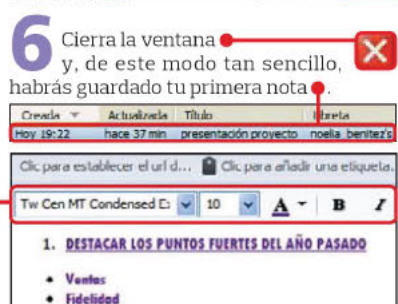 6 Cierra la ventana
y, de este modo tan sencillo,
habrás guardado tu primera nota.
Creada Actualizada Título Libreta
Hoy 19:22 hace 37 min presentación proyecto noelia_benitez's
Clic para establecer el url d... Clic para añadir una etiqueta.
Tw Cen MT Condensed E 10 A B I
1. DESTACAR LOS PUNTOS FUERTES DEL AÑO PASADO
• Ventas
• Fidelidad